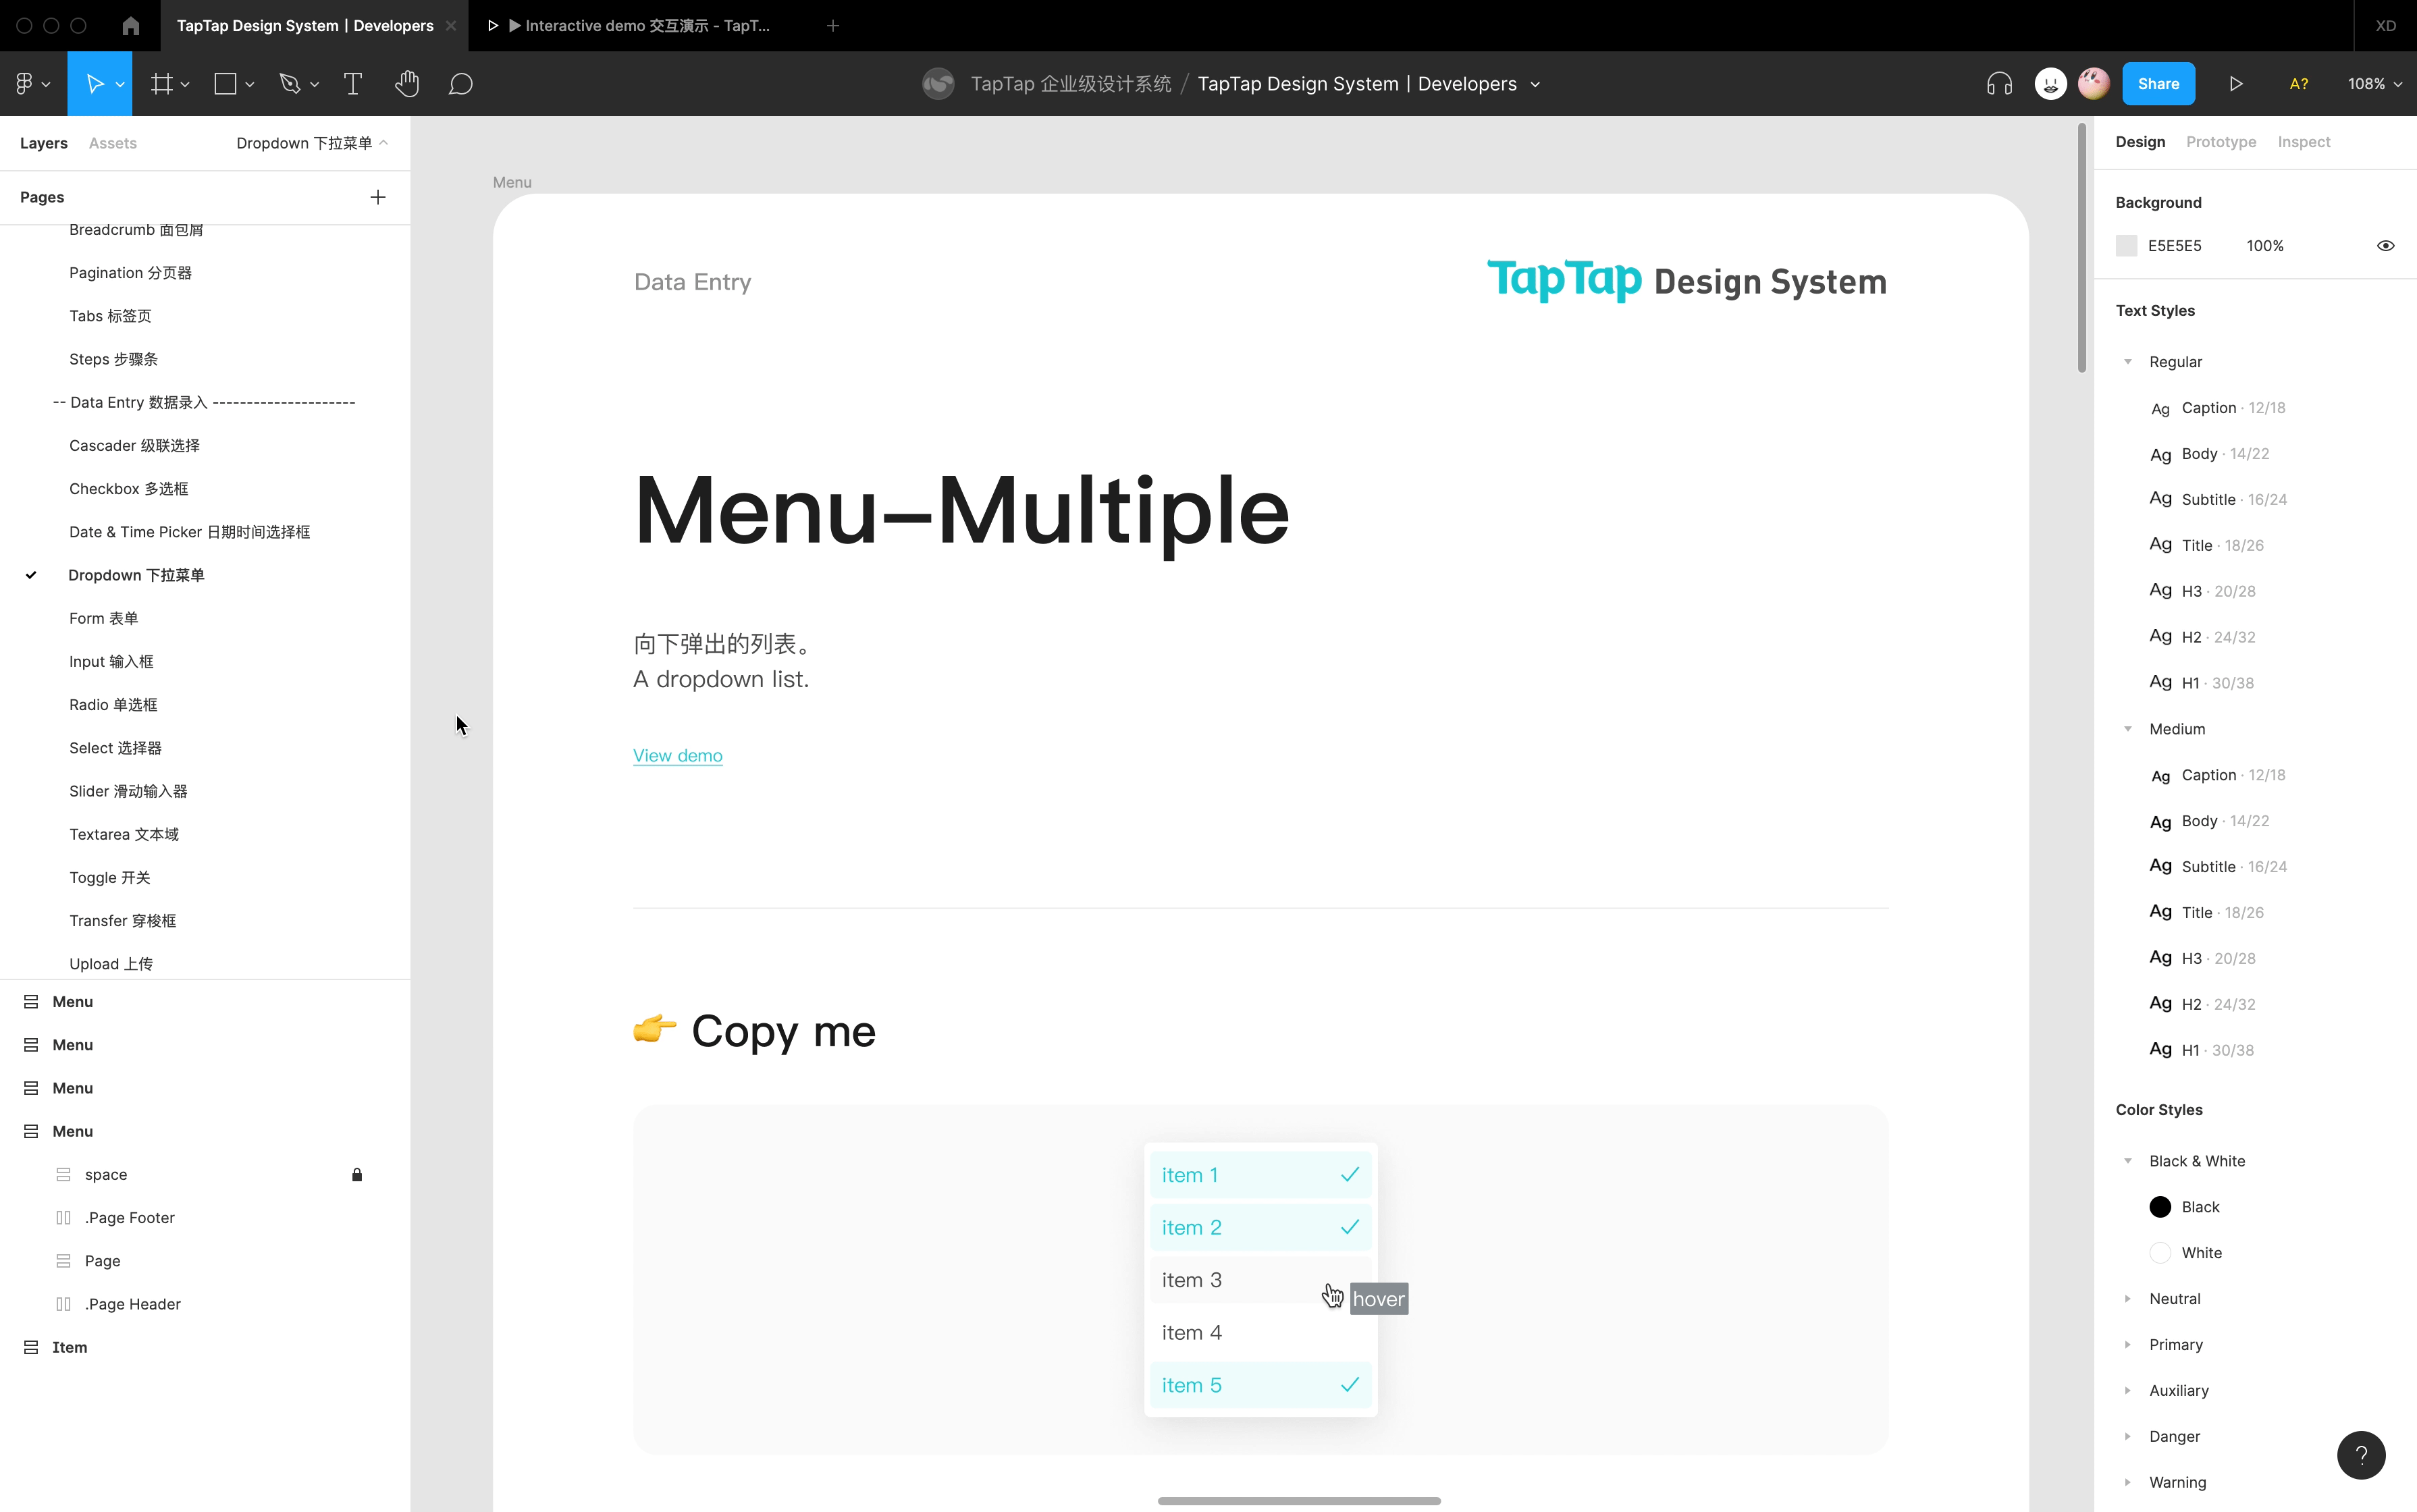 TapTap Design System | Developers
▶ Interactive demo 交互演示 - TapT...
XD
TapTap 企业级设计系统 / TapTap Design System | Developers
Share
A?
108%
Layers
Assets
Dropdown 下拉菜单
Pages
Breadcrumb 面包屑
Pagination 分页器
Tabs 标签页
Steps 步骤条
-- Data Entry 数据录入 ---------------------
Cascader 级联选择
Checkbox 多选框
Date & Time Picker 日期时间选择框
Dropdown 下拉菜单
Form 表单
Input 输入框
Radio 单选框
Select 选择器
Slider 滑动输入器
Textarea 文本域
Toggle 开关
Transfer 穿梭框
Upload 上传
Menu
Menu
Menu
Menu
space
.Page Footer
Page
.Page Header
Item
Menu
Data Entry
TapTap Design System
Menu–Multiple
向下弹出的列表。
A dropdown list.
View demo
👉 Copy me
item 1
item 2
item 3
hover
item 4
item 5
Design
Prototype
Inspect
Background
E5E5E5
100%
Text Styles
Regular
Ag Caption · 12/18
Ag Body · 14/22
Ag Subtitle · 16/24
Ag Title · 18/26
Ag H3 · 20/28
Ag H2 · 24/32
Ag H1 · 30/38
Medium
Ag Caption · 12/18
Ag Body · 14/22
Ag Subtitle · 16/24
Ag Title · 18/26
Ag H3 · 20/28
Ag H2 · 24/32
Ag H1 · 30/38
Color Styles
Black & White
Black
White
Neutral
Primary
Auxiliary
Danger
Warning
?